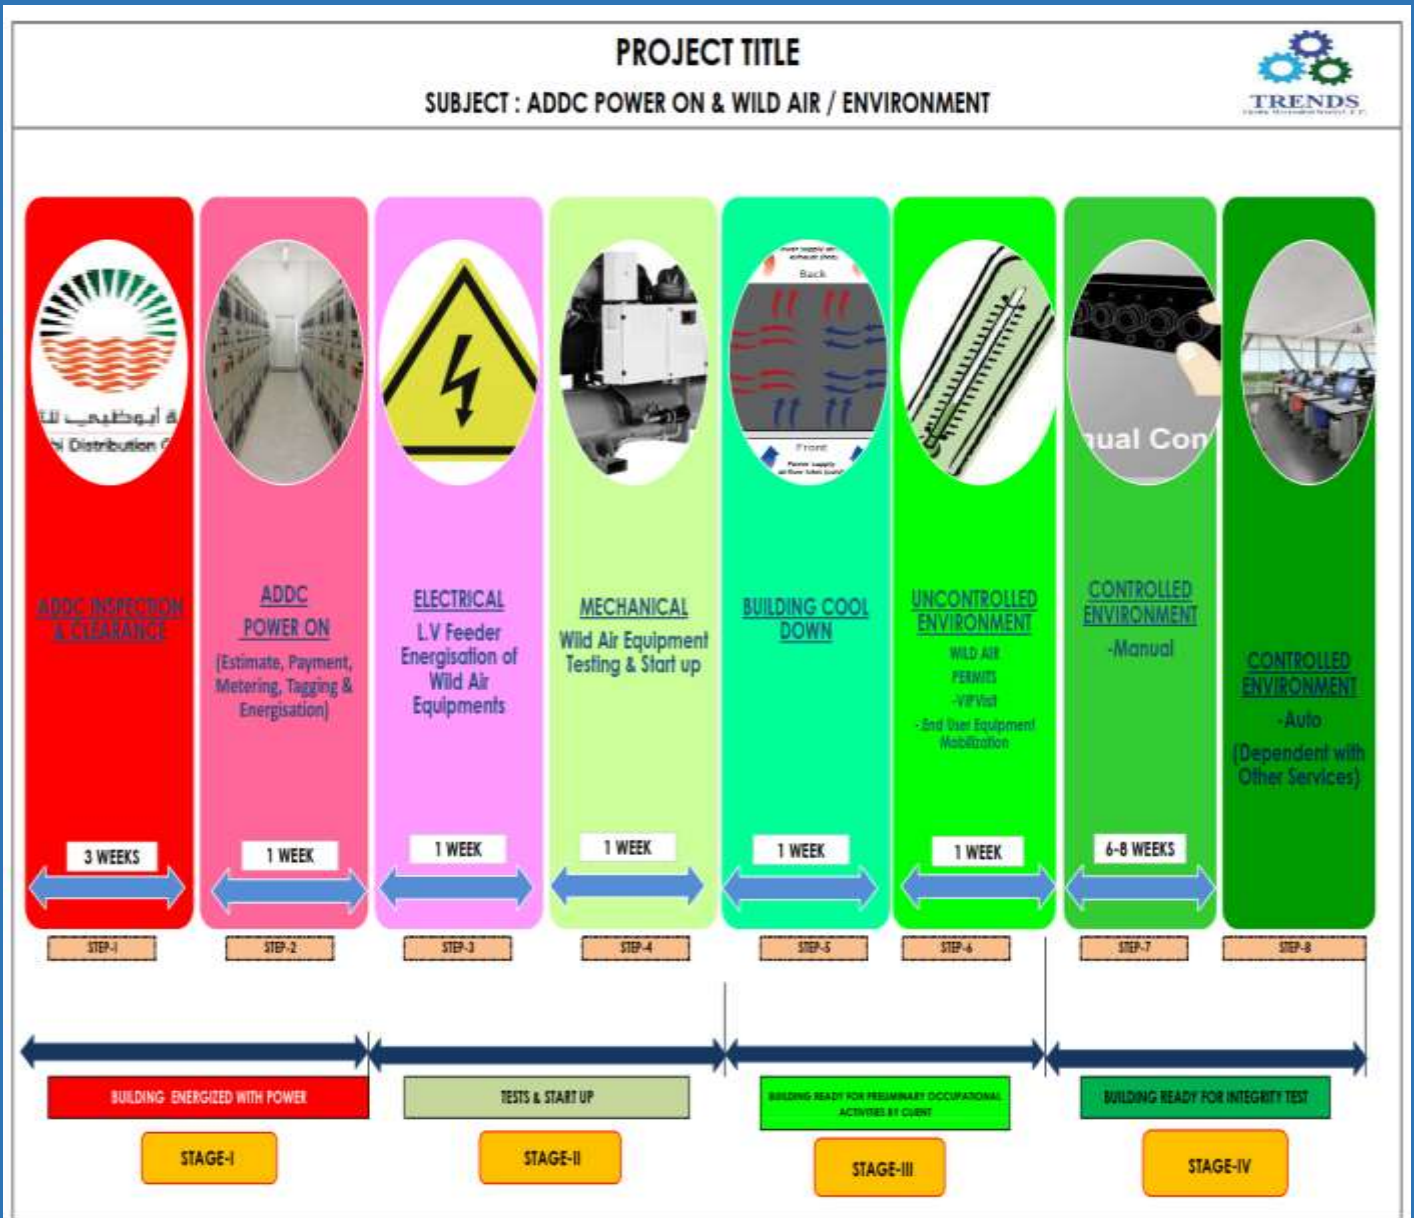 PROJECT TITLE
SUBJECT : ADDC POWER ON & WILD AIR / ENVIRONMENT
TRENDS
bi Distribution C
Back
Front
Power supply
nual Con
ADDC INSPECTION
& CLEARANCE
ADDC
POWER ON
(Estimate, Payment,
Metering, Tagging &
Energisation)
ELECTRICAL
L.V Feeder
Energisation of
Wild Air
Equipments
MECHANICAL
Wild Air Equipment
Testing & Start up
BUILDING COOL
DOWN
UNCONTROLLED
ENVIRONMENT
WILD AIR
PERMITS
-VIPVisit
-.End User Equipment
Mobilization
CONTROLLED
ENVIRONMENT
-Manual
CONTROLLED
ENVIRONMENT
-Auto
(Dependent with
Other Services)
3 WEEKS
1 WEEK
1 WEEK
1 WEEK
1 WEEK
1 WEEK
6-8 WEEKS
STEP-I
STEP-2
STEP-3
STEP-4
STEP-5
STEP-6
STEP-7
STEP-8
BUILDING ENERGIZED WITH POWER
TESTS & START UP
BUILDING READY FOR PRELIMINARY OCCUPATIONAL
ACTIVITIES BY CLIENT
BUILDING READY FOR INTEGRITY TEST
STAGE-I
STAGE-II
STAGE-III
STAGE-IV